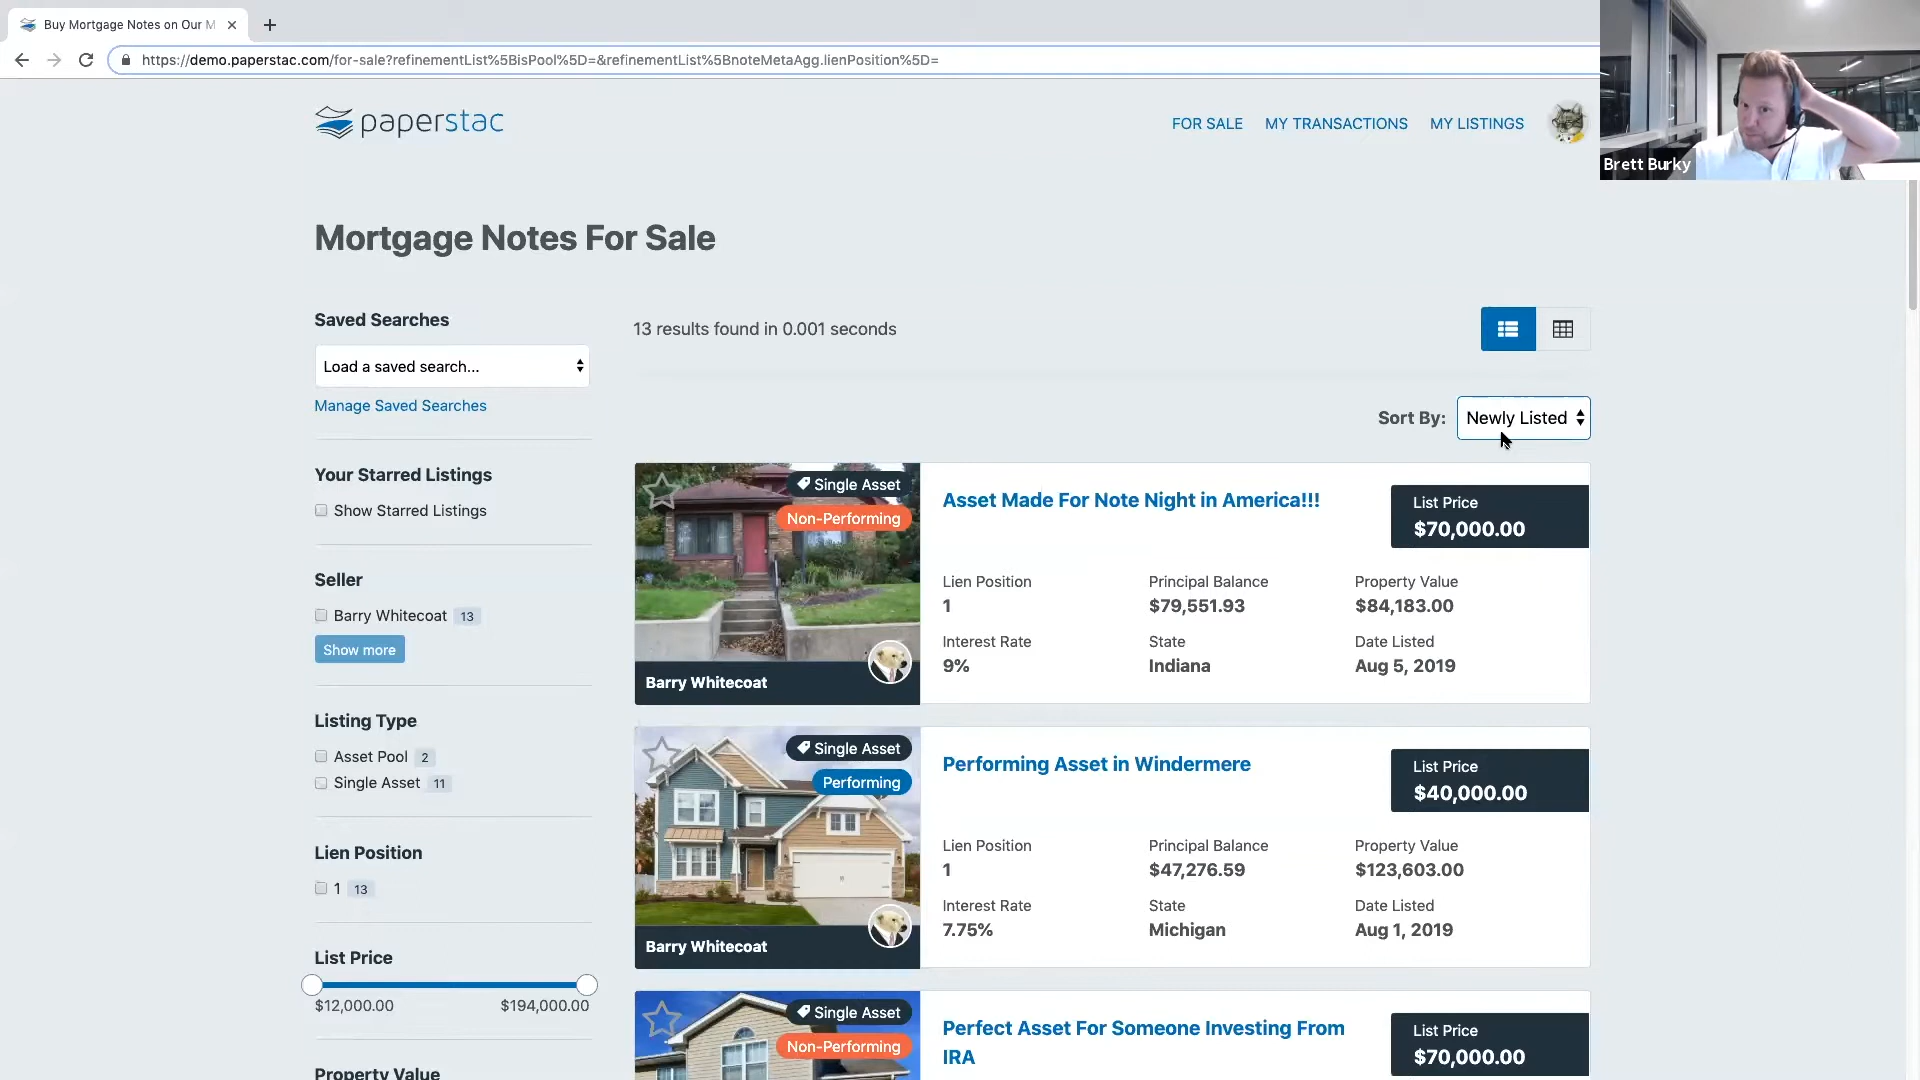 Buy Mortgage Notes on Our M
https://demo.paperstac.com/for-sale?refinementList%5BisPool%5D=&refinementList%5BnoteMetaAgg.lienPosition%5D=
paperstac
FOR SALE
MY TRANSACTIONS
MY LISTINGS
Brett Burky
Mortgage Notes For Sale
Saved Searches
Load a saved search...
Manage Saved Searches
Your Starred Listings
Show Starred Listings
Seller
Barry Whitecoat 13
Show more
Listing Type
Asset Pool 2
Single Asset 11
Lien Position
1 13
List Price
$12,000.00 $194,000.00
Property Value
13 results found in 0.001 seconds
Sort By: Newly Listed
Single Asset
Non-Performing
Barry Whitecoat
Asset Made For Note Night in America!!!
List Price
$70,000.00
Lien Position Principal Balance Property Value
1 $79,551.93 $84,183.00
Interest Rate State Date Listed
9% Indiana Aug 5, 2019
Single Asset
Performing
Barry Whitecoat
Performing Asset in Windermere
List Price
$40,000.00
Lien Position Principal Balance Property Value
1 $47,276.59 $123,603.00
Interest Rate State Date Listed
7.75% Michigan Aug 1, 2019
Single Asset
Non-Performing
Perfect Asset For Someone Investing From
IRA
List Price
$70,000.00